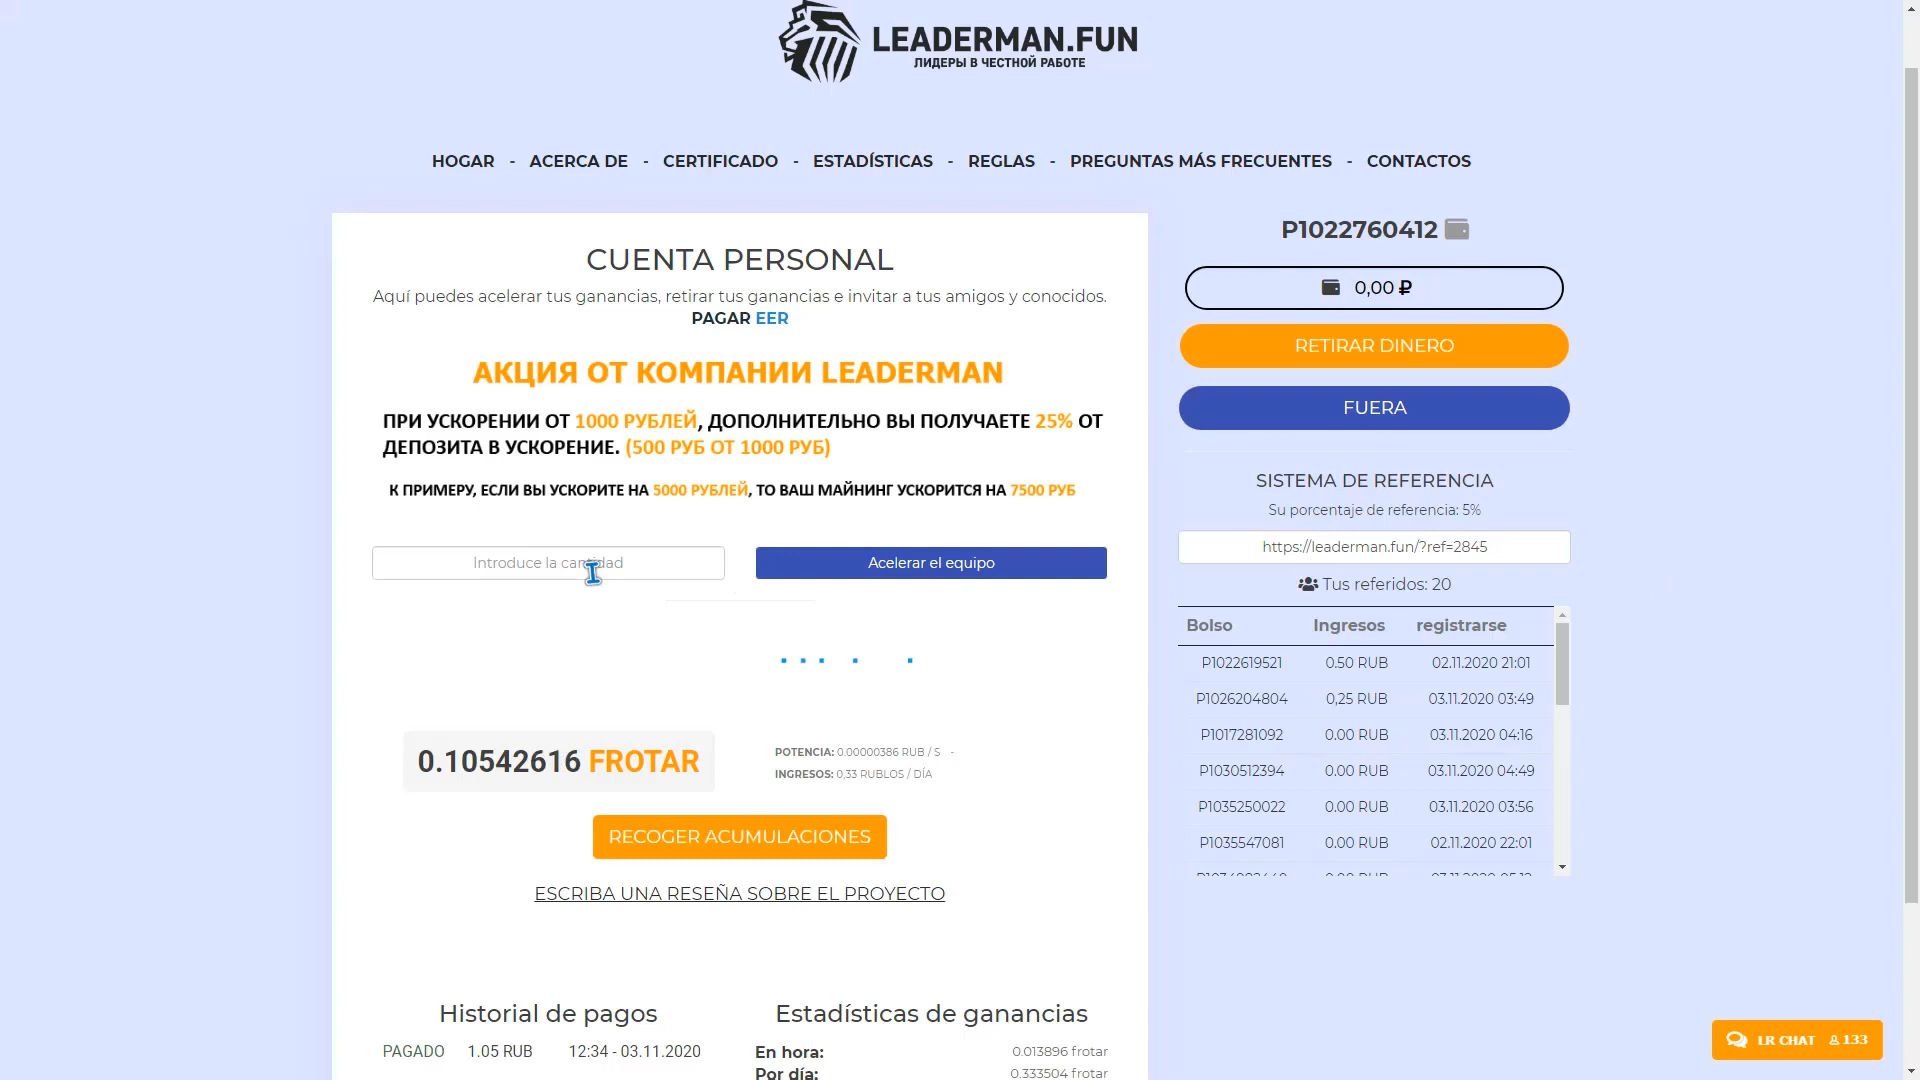 LEADERMAN.FUN
ЛИДЕРЫ В ЧЕСТНОЙ РАБОТЕ
HOGAR - ACERCA DE - CERTIFICADO - ESTADÍSTICAS - REGLAS - PREGUNTAS MÁS FRECUENTES - CONTACTOS
CUENTA PERSONAL
Aquí puedes acelerar tus ganancias, retirar tus ganancias e invitar a tus amigos y conocidos.
PAGAR EER
АКЦИЯ ОТ КОМПАНИИ LEADERMAN
ПРИ УСКОРЕНИИ ОТ 1000 РУБЛЕЙ, ДОПОЛНИТЕЛЬНО ВЫ ПОЛУЧАЕТЕ 25% ОТ
ДЕПОЗИТА В УСКОРЕНИЕ. (500 РУБ ОТ 1000 РУБ)
К ПРИМЕРУ, ЕСЛИ ВЫ УСКОРИТЕ НА 5000 РУБЛЕЙ, ТО ВАШ МАЙНИНГ УСКОРИТСЯ НА 7500 РУБ
Introduce la cantidad
Acelerar el equipo
0.10542616 FROTAR
POTENCIA: 0.00000386 RUB / S -
INGRESOS: 0,33 RUBLOS / DÍA
RECOGER ACUMULACIONES
ESCRIBA UNA RESEÑA SOBRE EL PROYECTO
Historial de pagos
PAGADO 1.05 RUB 12:34 - 03.11.2020
Estadísticas de ganancias
En hora: 0.013896 frotar
Por día: 0.333504 frotar
P1022760412
0,00 ₽
RETIRAR DINERO
FUERA
SISTEMA DE REFERENCIA
Su porcentaje de referencia: 5%
https://leaderman.fun/?ref=2845
Tus referidos: 20
Bolso Ingresos registrarse
P1022619521 0.50 RUB 02.11.2020 21:01
P1026204804 0,25 RUB 03.11.2020 03:49
P1017281092 0.00 RUB 03.11.2020 04:16
P1030512394 0.00 RUB 03.11.2020 04:49
P1035250022 0.00 RUB 03.11.2020 03:56
P1035547081 0.00 RUB 02.11.2020 22:01
LR CHAT 133